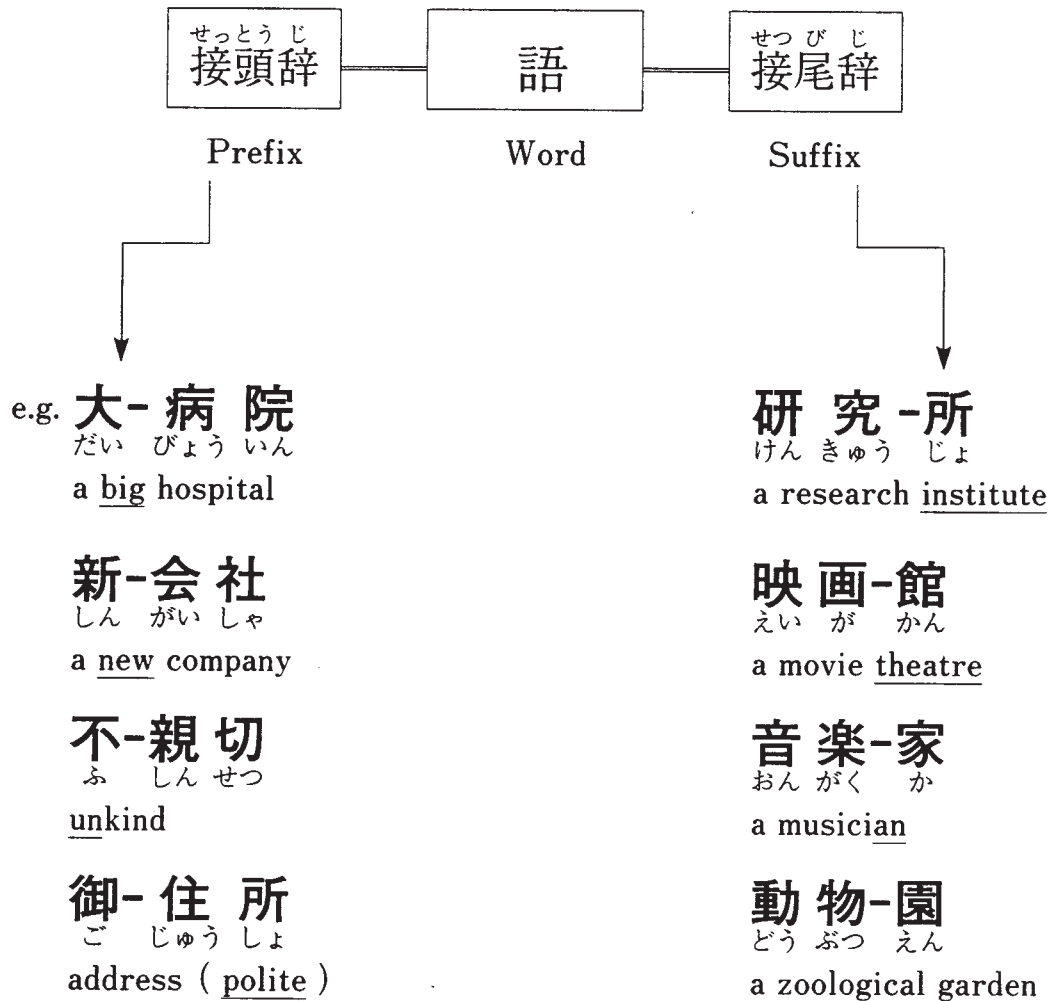 せっとうじ
接頭辞
語
せつびじ
接尾辞
Prefix
Word
Suffix
e.g. 大-病院
だい びょう いん
a big hospital
新-会社
しん がい しゃ
a new company
不-親切
ふ しん せつ
unkind
御-住所
ご じゅう しょ
address ( polite )
研究-所
けん きゅう じょ
a research institute
映画-館
えい が かん
a movie theatre
音楽-家
おん がく か
a musician
動物-園
どう ぶつ えん
a zoological garden